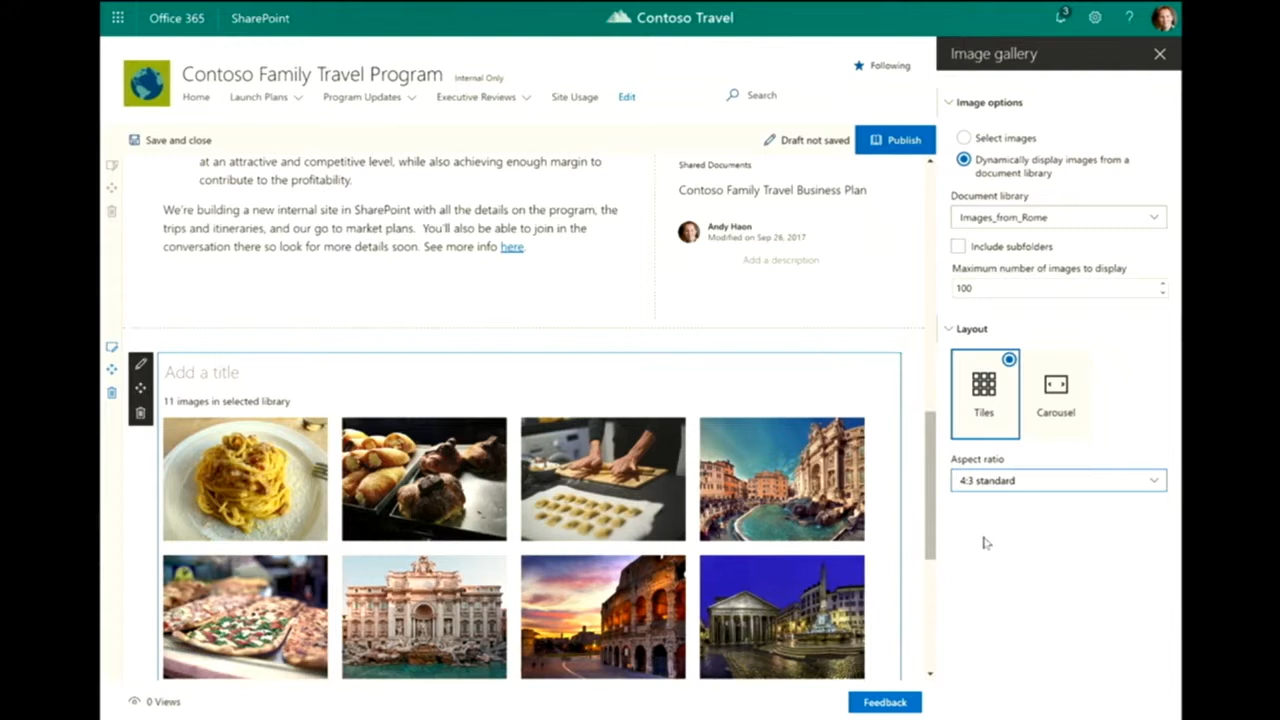 Office 365
SharePoint
Contoso Travel
3
?
Contoso Family Travel Program
Internal Only
Following
Home
Launch Plans
Program Updates
Executive Reviews
Site Usage
Edit
Search
Save and close
Draft not saved
Publish
at an attractive and competitive level, while also achieving enough margin to
contribute to the profitability.
We're building a new internal site in SharePoint with all the details on the program, the
trips and itineraries, and our go to market plans. You'll also be able to join in the
conversation there so look for more details soon. See more info here.
Shared Documents
Contoso Family Travel Business Plan
Andy Haon
Modified on Sep 26, 2017
Add a description
Add a title
11 images in selected library
0 Views
Feedback
Image gallery
Image options
Select images
Dynamically display images from a
document library
Document library
Images_from_Rome
Include subfolders
Maximum number of images to display
100
Layout
Tiles
Carousel
Aspect ratio
4:3 standard